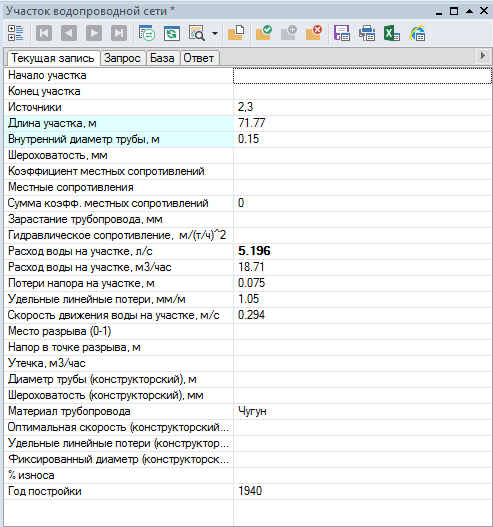 Участок водопроводной сети *
Текущая запись Запрос База Ответ
Начало участка
Конец участка
Источники 2,3
Длина участка, м 71.77
Внутренний диаметр трубы, м 0.15
Шероховатость, мм
Коэффициент местных сопротивлений
Местные сопротивления
Сумма коэфф. местных сопротивлений 0
Зарастание трубопровода, мм
Гидравлическое сопротивление, м/(т/ч)^2
Расход воды на участке, л/с 5.196
Расход воды на участке, м3/час 18.71
Потери напора на участке, м 0.075
Удельные линейные потери, мм/м 1.05
Скорость движения воды на участке, м/с 0.294
Место разрыва (0-1)
Напор в точке разрыва, м
Утечка, м3/час
Диаметр трубы (конструкторский), м
Шероховатость (конструкторский), мм
Материал трубопровода Чугун
Оптимальная скорость (конструкторский...
Удельные линейные потери (конструктор...
Фиксированный диаметр (конструкторск...
% износа
Год постройки 1940